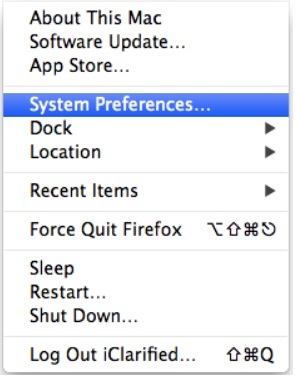 About This Mac
Software Update...
App Store...
System Preferences...
Dock ▶
Location ▶
Recent Items ▶
Force Quit Firefox ⌥⇧⌘⎋
Sleep
Restart...
Shut Down...
Log Out iClarified... ⇧⌘Q